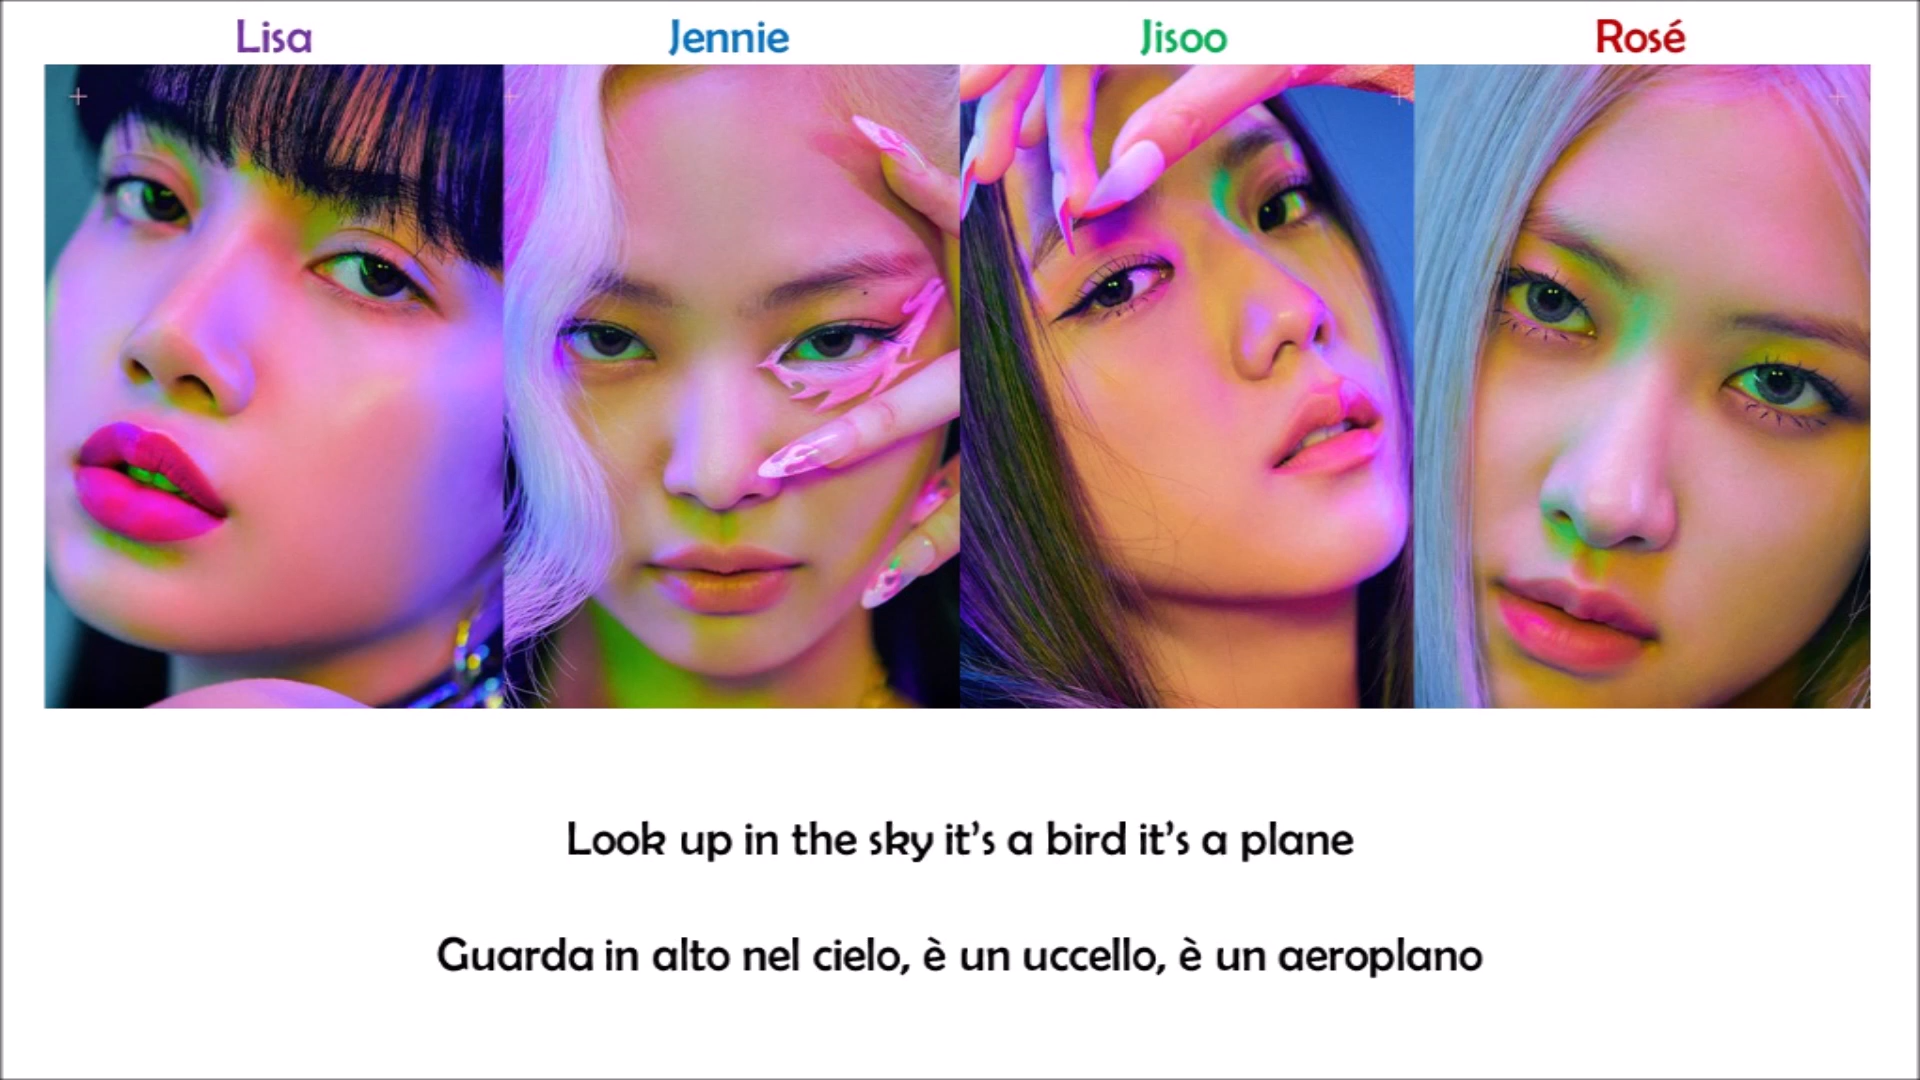 Lisa Jennie Jisoo Rosé
Look up in the sky it's a bird it's a plane
Guarda in alto nel cielo, è un uccello, è un aeroplano